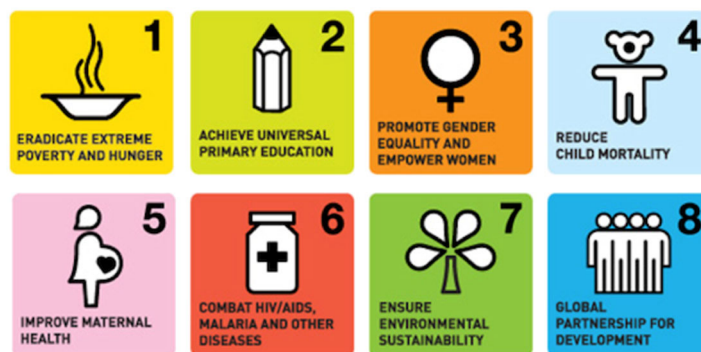 1
ERADICATE EXTREME
POVERTY AND HUNGER
2
ACHIEVE UNIVERSAL
PRIMARY EDUCATION
3
PROMOTE GENDER
EQUALITY AND
EMPOWER WOMEN
4
REDUCE
CHILD MORTALITY
5
IMPROVE MATERNAL
HEALTH
6
COMBAT HIV/AIDS,
MALARIA AND OTHER
DISEASES
7
ENSURE
ENVIRONMENTAL
SUSTAINABILITY
8
GLOBAL
PARTNERSHIP FOR
DEVELOPMENT